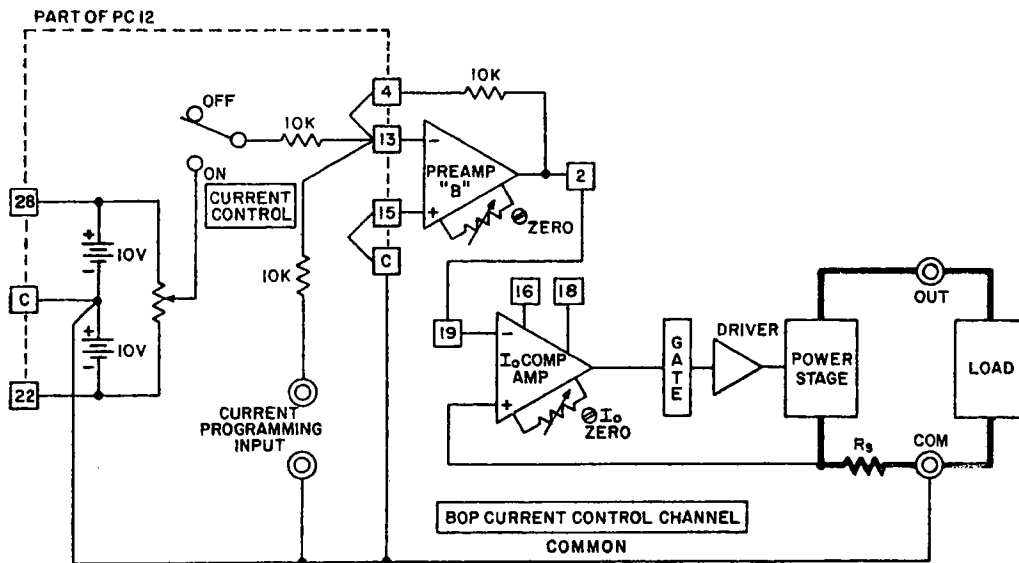 PART OF PC 12
OFF
10K
4
10K
13
ON
CURRENT
CONTROL
PREAMP
"B"
-
+
2
15
ZERO
C
28
+
-
10V
C
+
-
10V
22
10K
CURRENT
PROGRAMMING
INPUT
16
18
19
-
+
Io COMP
AMP
Io
ZERO
GATE
DRIVER
POWER
STAGE
OUT
LOAD
Rs
COM
BOP CURRENT CONTROL CHANNEL
COMMON